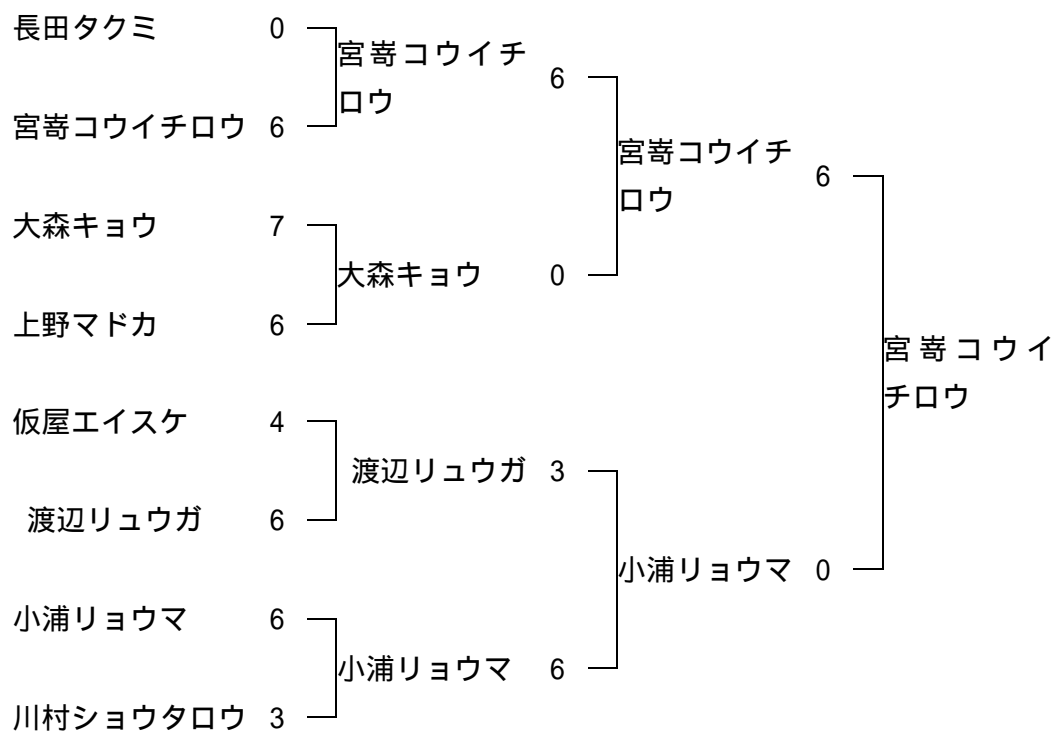 長田タクミ 0
宮嵜コウイチ
ロウ
6
宮嵜コウイチロウ 6
宮嵜コウイチ
ロウ
6
大森キョウ 7
大森キョウ 0
上野マドカ 6
宮嵜コウイ
チロウ
仮屋エイスケ 4
渡辺リュウガ 3
渡辺リュウガ 6
小浦リョウマ 0
小浦リョウマ 6
小浦リョウマ 6
川村ショウタロウ 3